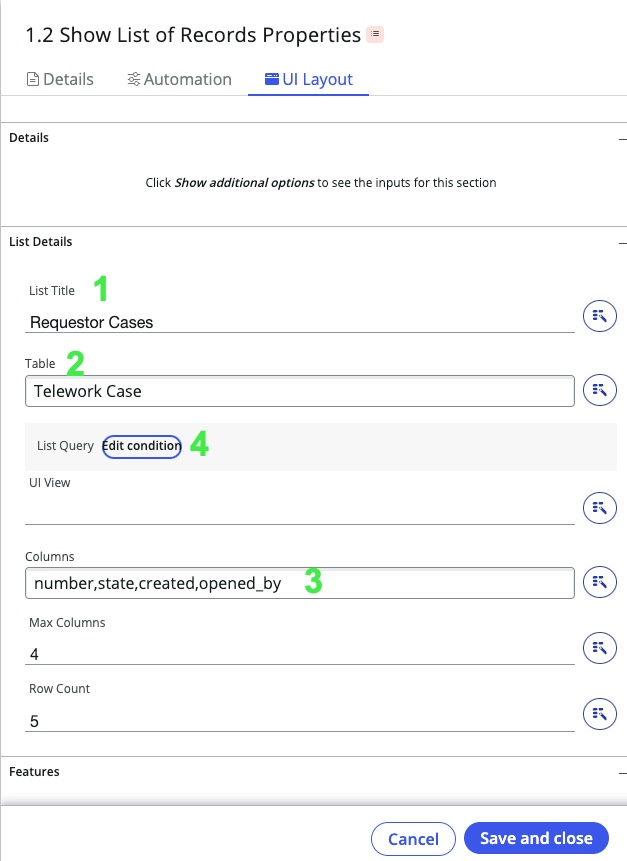 1.2 Show List of Records Properties
Details Automation UI Layout
Details
Click Show additional options to see the inputs for this section
List Details
List Title 1
Requestor Cases
Table 2
Telework Case
List Query Edit condition 4
UI View
Columns
number,state,created,opened_by 3
Max Columns
4
Row Count
5
Features
Cancel Save and close